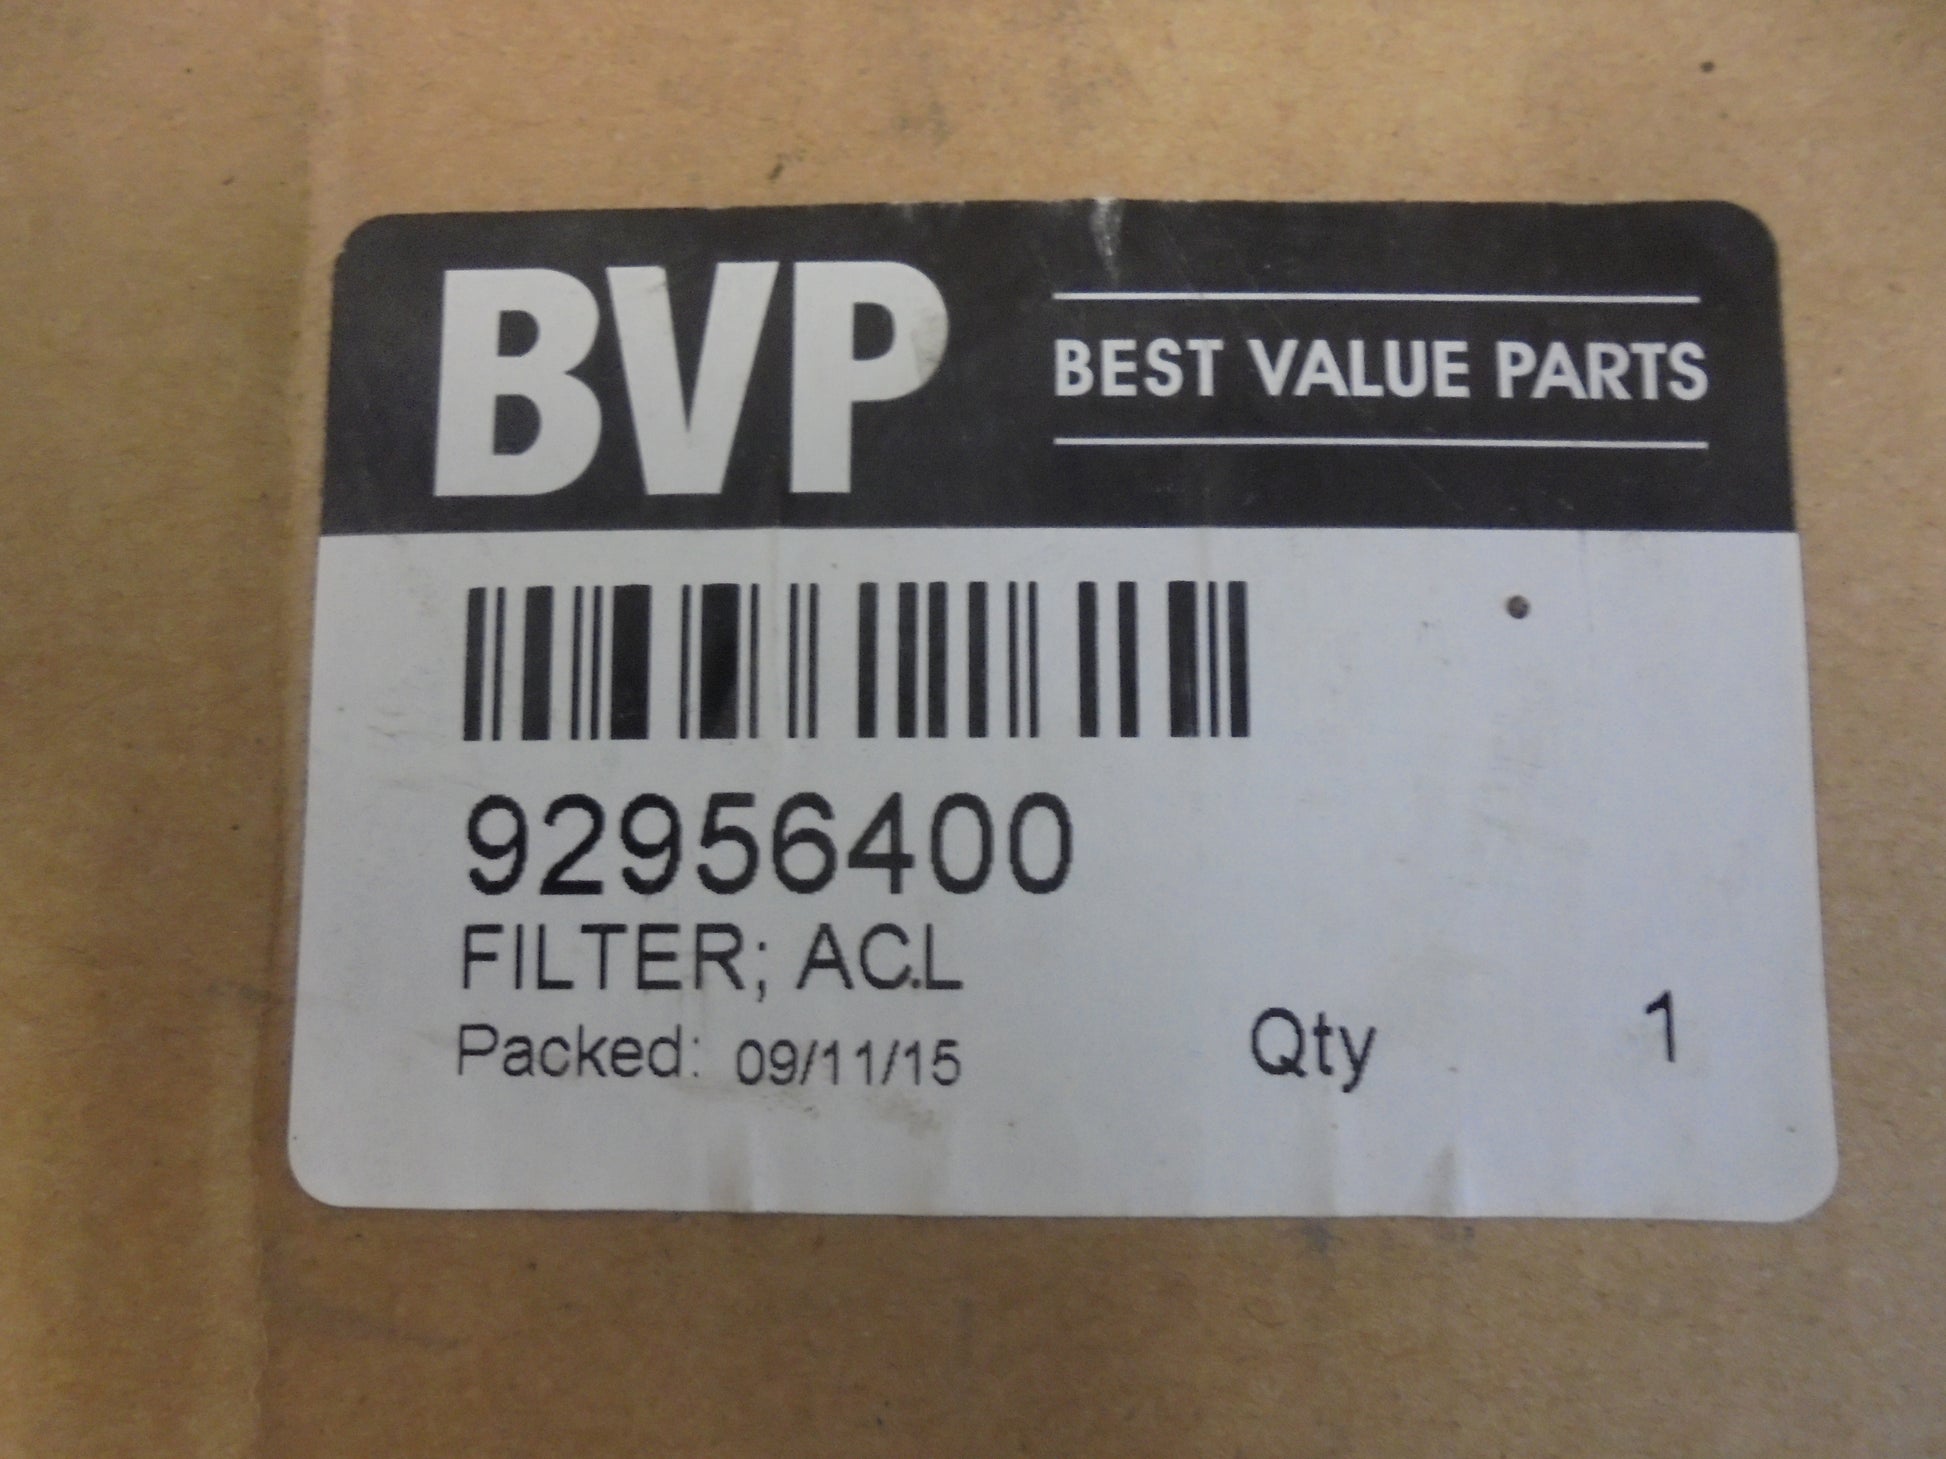 BVP
BEST VALUE PARTS
92956400
FILTER; AC.L
Packed: 09/11/15
Qty 1